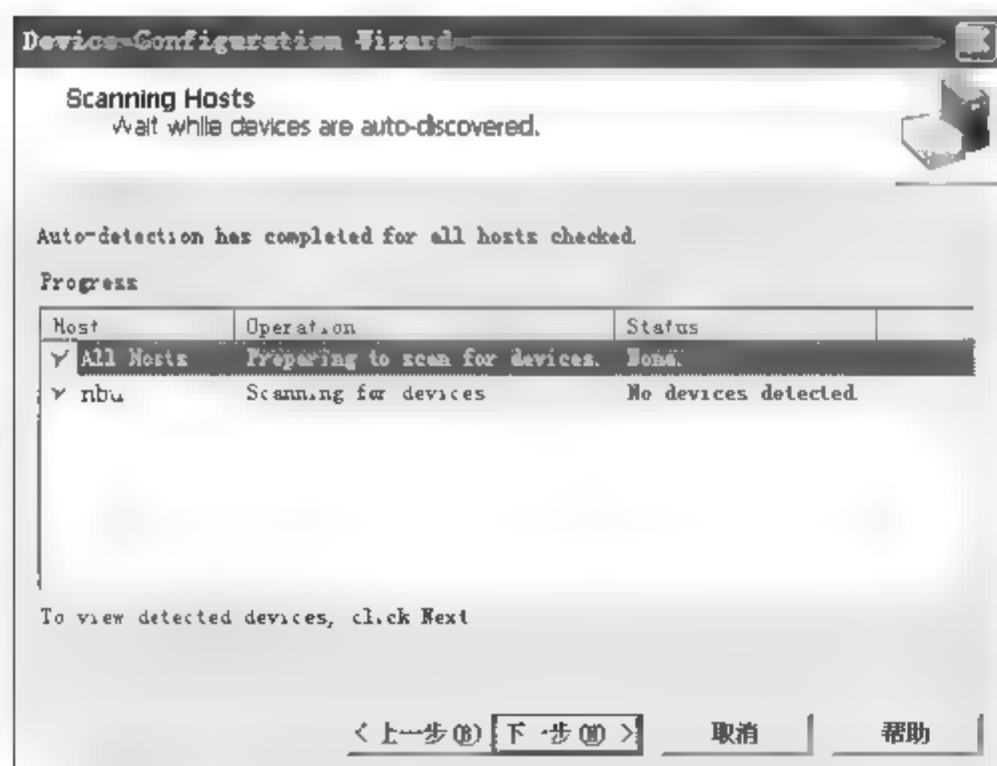 Device Configuration Wizard
Scanning Hosts
Wait while devices are auto-discovered.
Auto-detection has completed for all hosts checked.
Progress
Host Operation Status
All Hosts Preparing to scan for devices. Done.
nbu Scanning for devices No devices detected
To view detected devices, click Next
< 上一步(B) 下一步(N) > 取消 帮助